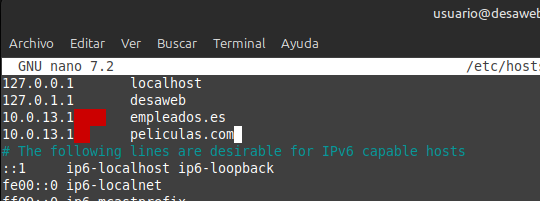 usuario@desaweb
Archivo Editar Ver Buscar Terminal Ayuda
GNU nano 7.2 /etc/hosts
127.0.0.1 localhost
127.0.1.1 desaweb
10.0.13.1 empleados.es
10.0.13.1 peliculas.com
# The following lines are desirable for IPv6 capable hosts
::1 ip6-localhost ip6-loopback
fe00::0 ip6-localnet
ff00::0 ip6-mcastprefix